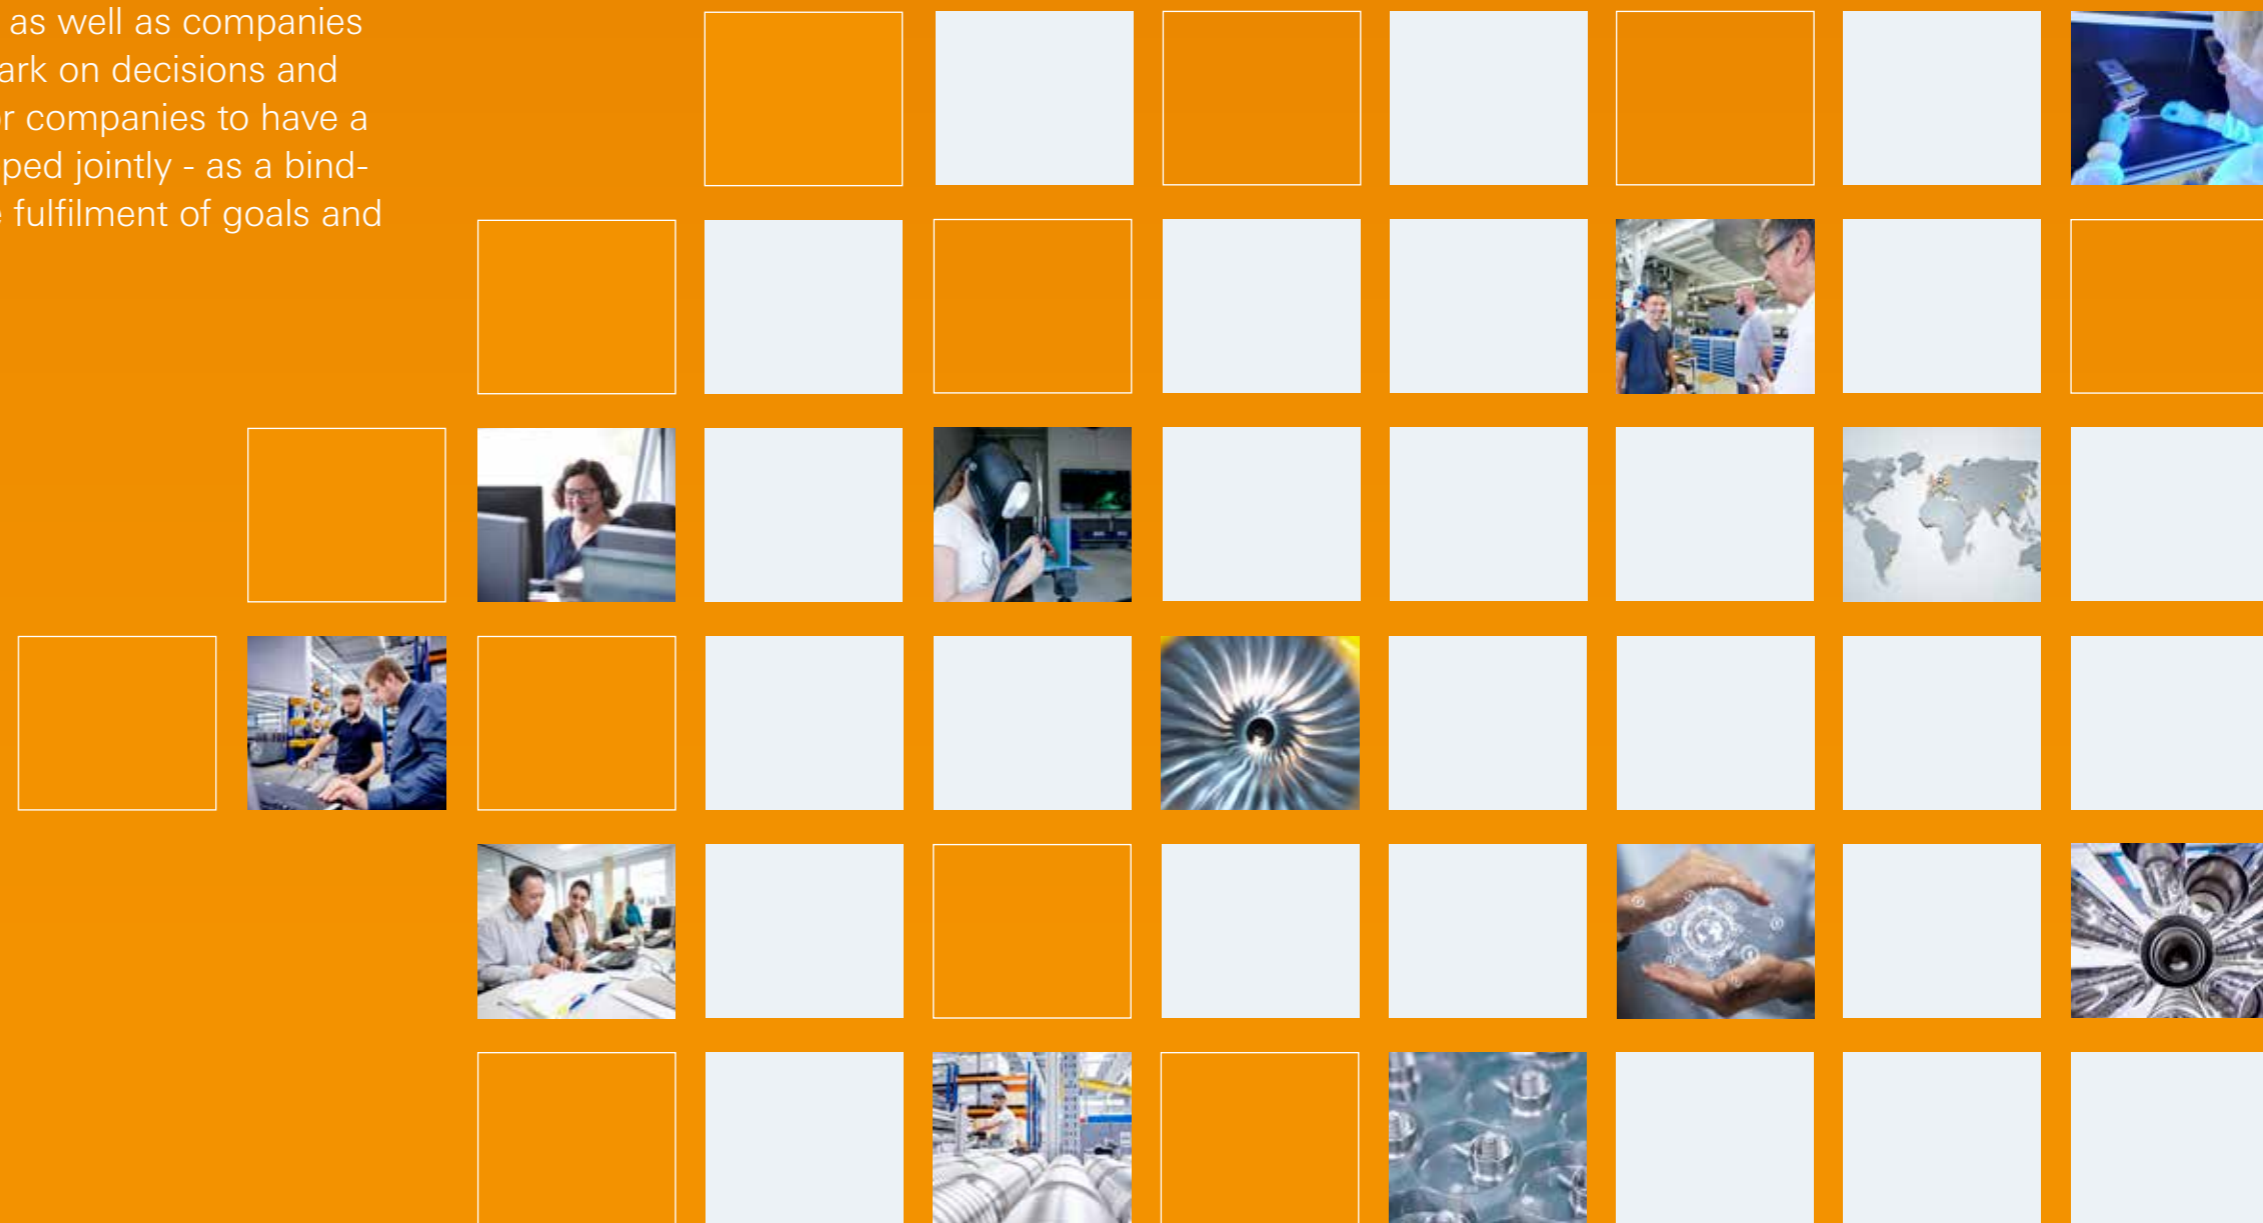 as well as companies
ark on decisions and
r companies to have a
ped jointly - as a bind-
fulfilment of goals and